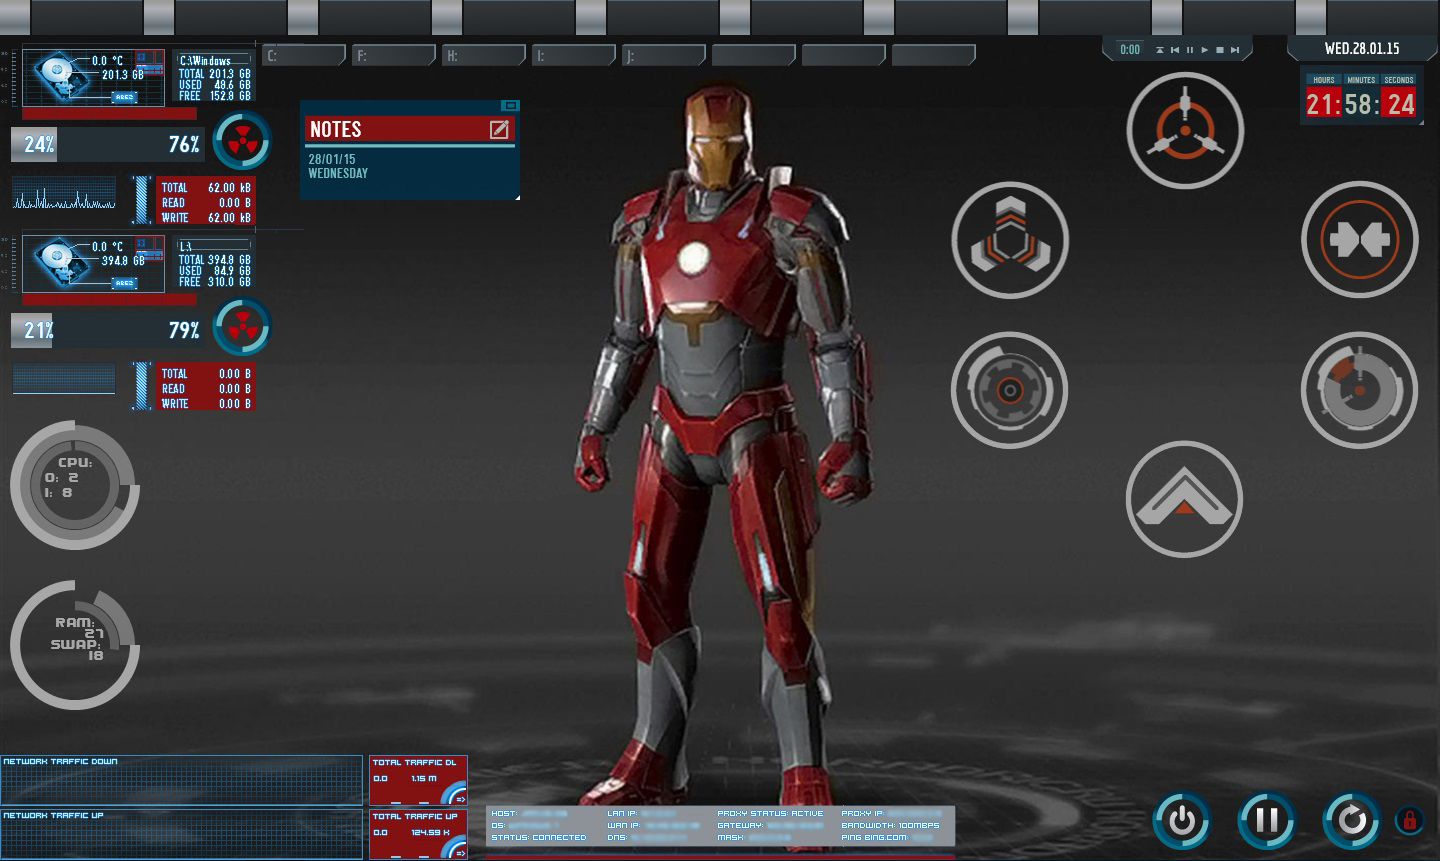 C: F: H: I: J:
0:00
WED.28.01.15
HOURS MINUTES SECONDS
21:58:24
0.0 °C
201.3 GB
C:\Windows
TOTAL 201.3 GB
USED 48.6 GB
FREE 152.8 GB
24% 76%
TOTAL 62.00 kB
READ 0.00 B
WRITE 62.00 kB
NOTES
28/01/15
WEDNESDAY
0.0 °C
394.8 GB
L:\
TOTAL 394.8 GB
USED 84.9 GB
FREE 310.0 GB
21% 79%
TOTAL 0.00 B
READ 0.00 B
WRITE 0.00 B
CPU:
0: 2
1: 8
RAM:
27
SWAP:
18
NETWORK TRAFFIC DOWN
TOTAL TRAFFIC DL
0.0 1.15 M
NETWORK TRAFFIC UP
TOTAL TRAFFIC UP
0.0 124.59 K
HOST: LAN IP: PROXY STATUS: ACTIVE PROXY IP:
OS: WAN IP: GATEWAY: BANDWIDTH: 100MBPS
STATUS: CONNECTED DNS: MASK: PING BING.COM: